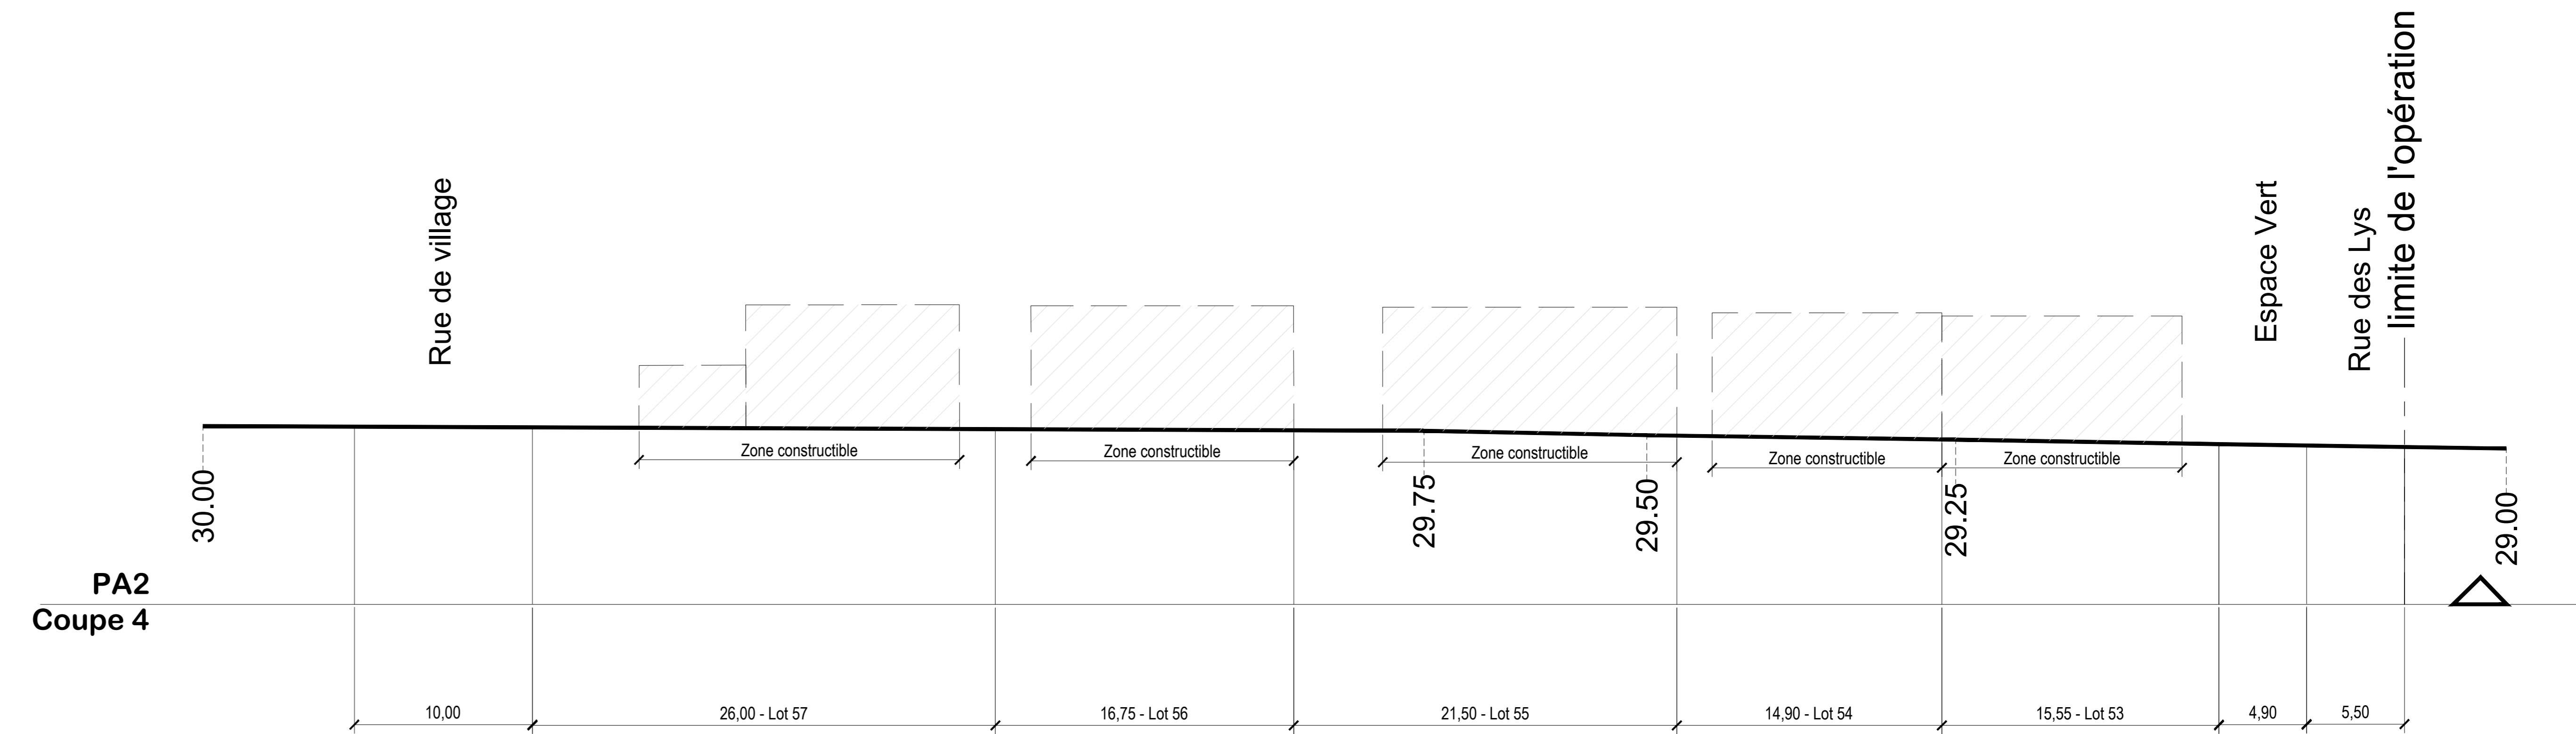 Rue de village
Espace Vert
Rue des Lys
limite de l'opération
Zone constructible
Zone constructible
Zone constructible
Zone constructible
Zone constructible
30.00
29.75
29.50
29.25
29.00
PA2
Coupe 4
10,00
26,00 - Lot 57
16,75 - Lot 56
21,50 - Lot 55
14,90 - Lot 54
15,55 - Lot 53
4,90
5,50